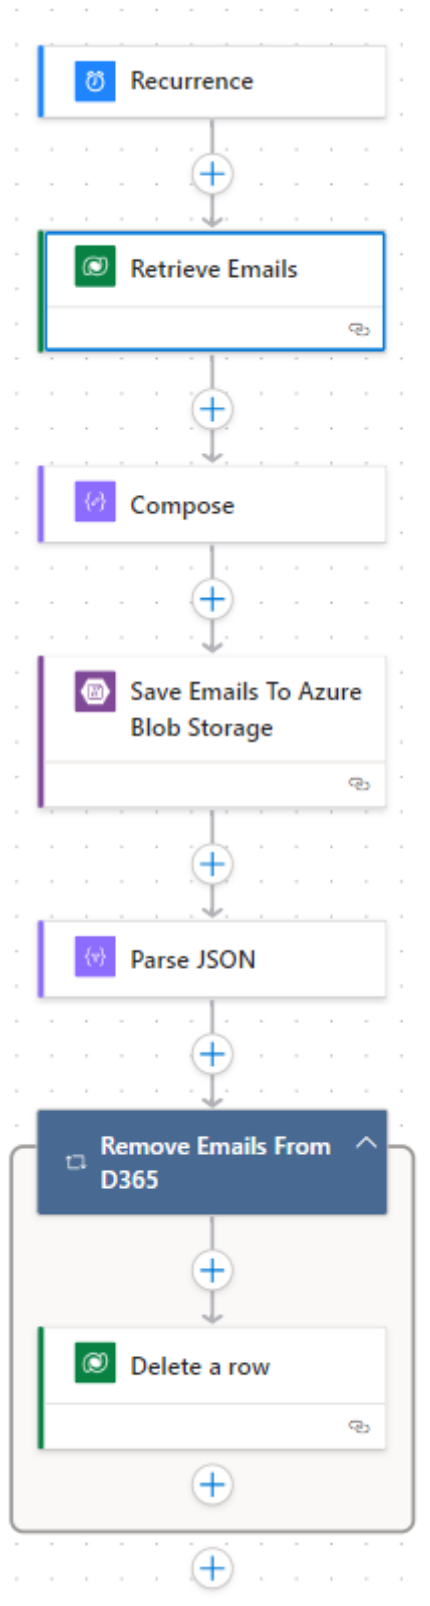 Recurrence
Retrieve Emails
Compose
Save Emails To Azure
Blob Storage
Parse JSON
Remove Emails From
D365
Delete a row